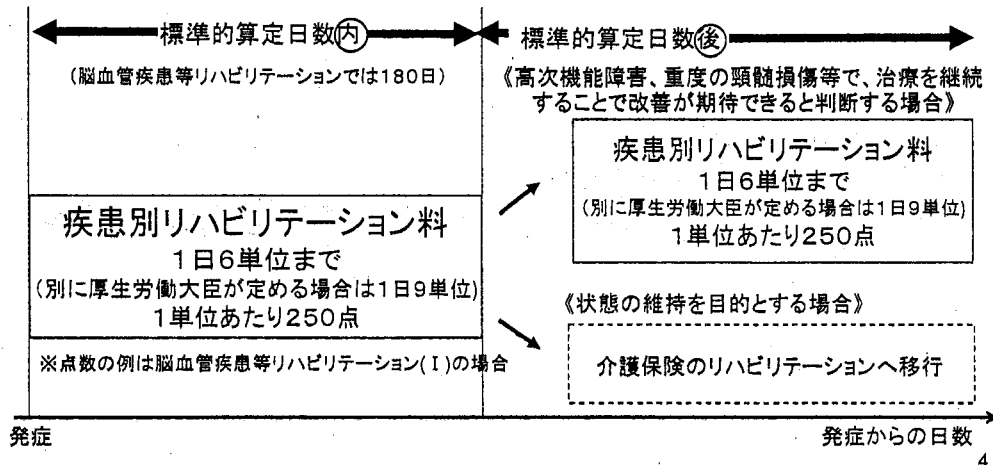 標準的算定日数内
(脳血管疾患等リハビリテーションでは180日)
標準的算定日数後
《高次機能障害、重度の頸髄損傷等で、治療を継続
することで改善が期待できると判断する場合》
疾患別リハビリテーション料
1日6単位まで
(別に厚生労働大臣が定める場合は1日9単位)
1単位あたり250点
疾患別リハビリテーション料
1日6単位まで
(別に厚生労働大臣が定める場合は1日9単位)
1単位あたり250点
※点数の例は脳血管疾患等リハビリテーション(Ⅰ)の場合
《状態の維持を目的とする場合》
介護保険のリハビリテーションへ移行
発症
発症からの日数
4